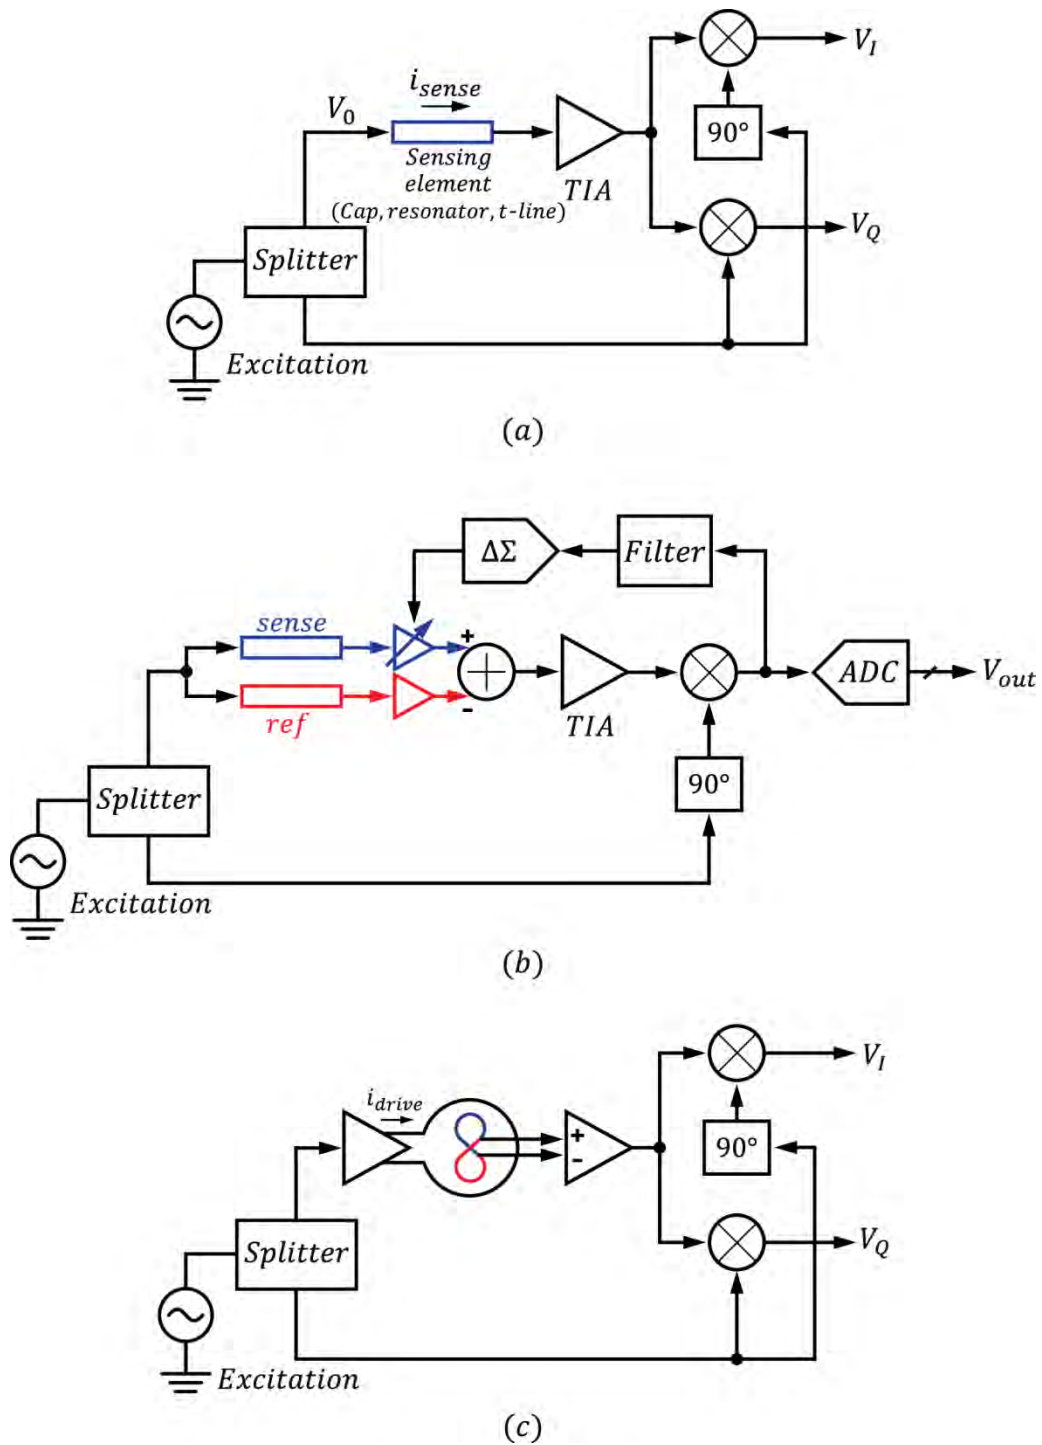 V_I
i_sense
V_0
90°
Sensing
element
(Cap, resonator, t-line)
TIA
V_Q
Splitter
Excitation
(a)
ΔΣ
Filter
sense
+
-
ref
TIA
ADC
V_out
90°
Splitter
Excitation
(b)
V_I
i_drive
90°
+
-
V_Q
Splitter
Excitation
(c)